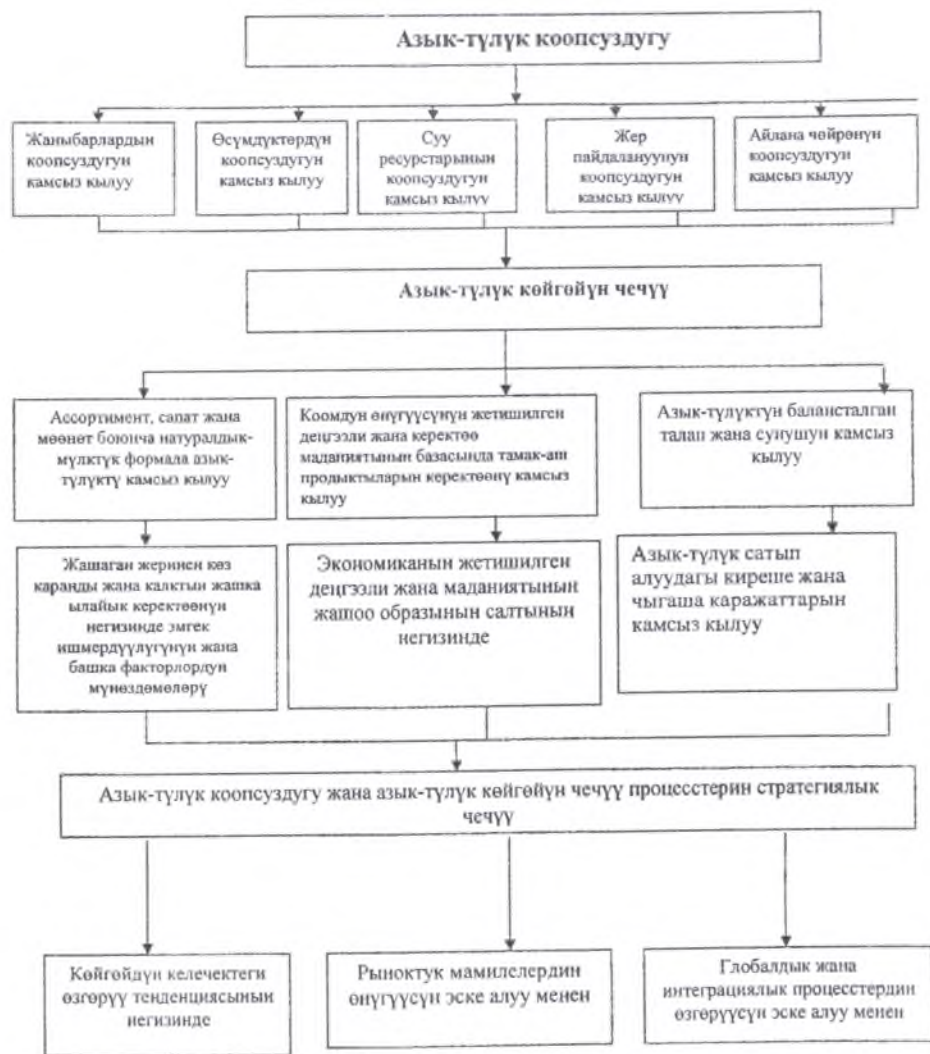 Азык-түлүк коопсуздугу
Жаныбарлардын
коопсуздугун
камсыз кылуу
Өсүмдүктөрдүн
коопсуздугун
камсыз кылуу
Суу
ресурстарынын
коопсуздугун
камсыз кылуу
Жер
пайдалануунун
коопсуздугун
камсыз кылуу
Айлана чөйрөнүн
коопсуздугун
камсыз кылуу
Азык-түлүк көйгөйүн чечүү
Ассортимент, сапат жана
мөөнөт боюнча натуралдык-
мүлктүк формала азык-
түлүктү камсыз кылуу
Коомдун өнүгүүсүнүн жетишилген
деңгээли жана керектөө
маданиятынын базасында тамак-аш
продыктыларын керектөөнү камсыз
кылуу
Азык-түлүктүн балансталган
талап жана сунушун камсыз
кылуу
Жашаган жеринен көз
каранды жана калктын жашка
ылайык керектөөнүн
негизинде эмгек
ишмердүүлүгүнүн жана
башка факторлордун
мүнөздөмөлөрү
Экономиканын жетишилген
деңгээли жана маданиятынын
жашоо образынын салтынын
негизинде
Азык-түлүк сатып
алуудагы киреше жана
чыгаша каражаттарын
камсыз кылуу
Азык-түлүк коопсуздугу жана азык-түлүк көйгөйүн чечүү процесстерин стратегиялык
чечүү
Көйгөйдүн келечектеги
өзгөрүү тенденциясынын
негизинде
Рыноктук мамилелердин
өнүгүүсүн эске алуу менен
Глобалдык жана
интеграциялык процесстердин
өзгөрүүсүн эске алуу менен